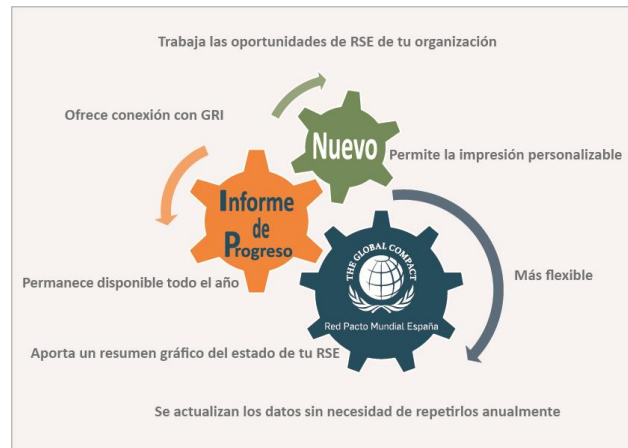 Trabaja las oportunidades de RSE de tu organización
Ofrece conexión con GRI
Nuevo
Permite la impresión personalizable
Informe
de
Progreso
THE GLOBAL COMPACT
Red Pacto Mundial España
Más flexible
Permanece disponible todo el año
Aporta un resumen gráfico del estado de tu RSE
Se actualizan los datos sin necesidad de repetirlos anualmente